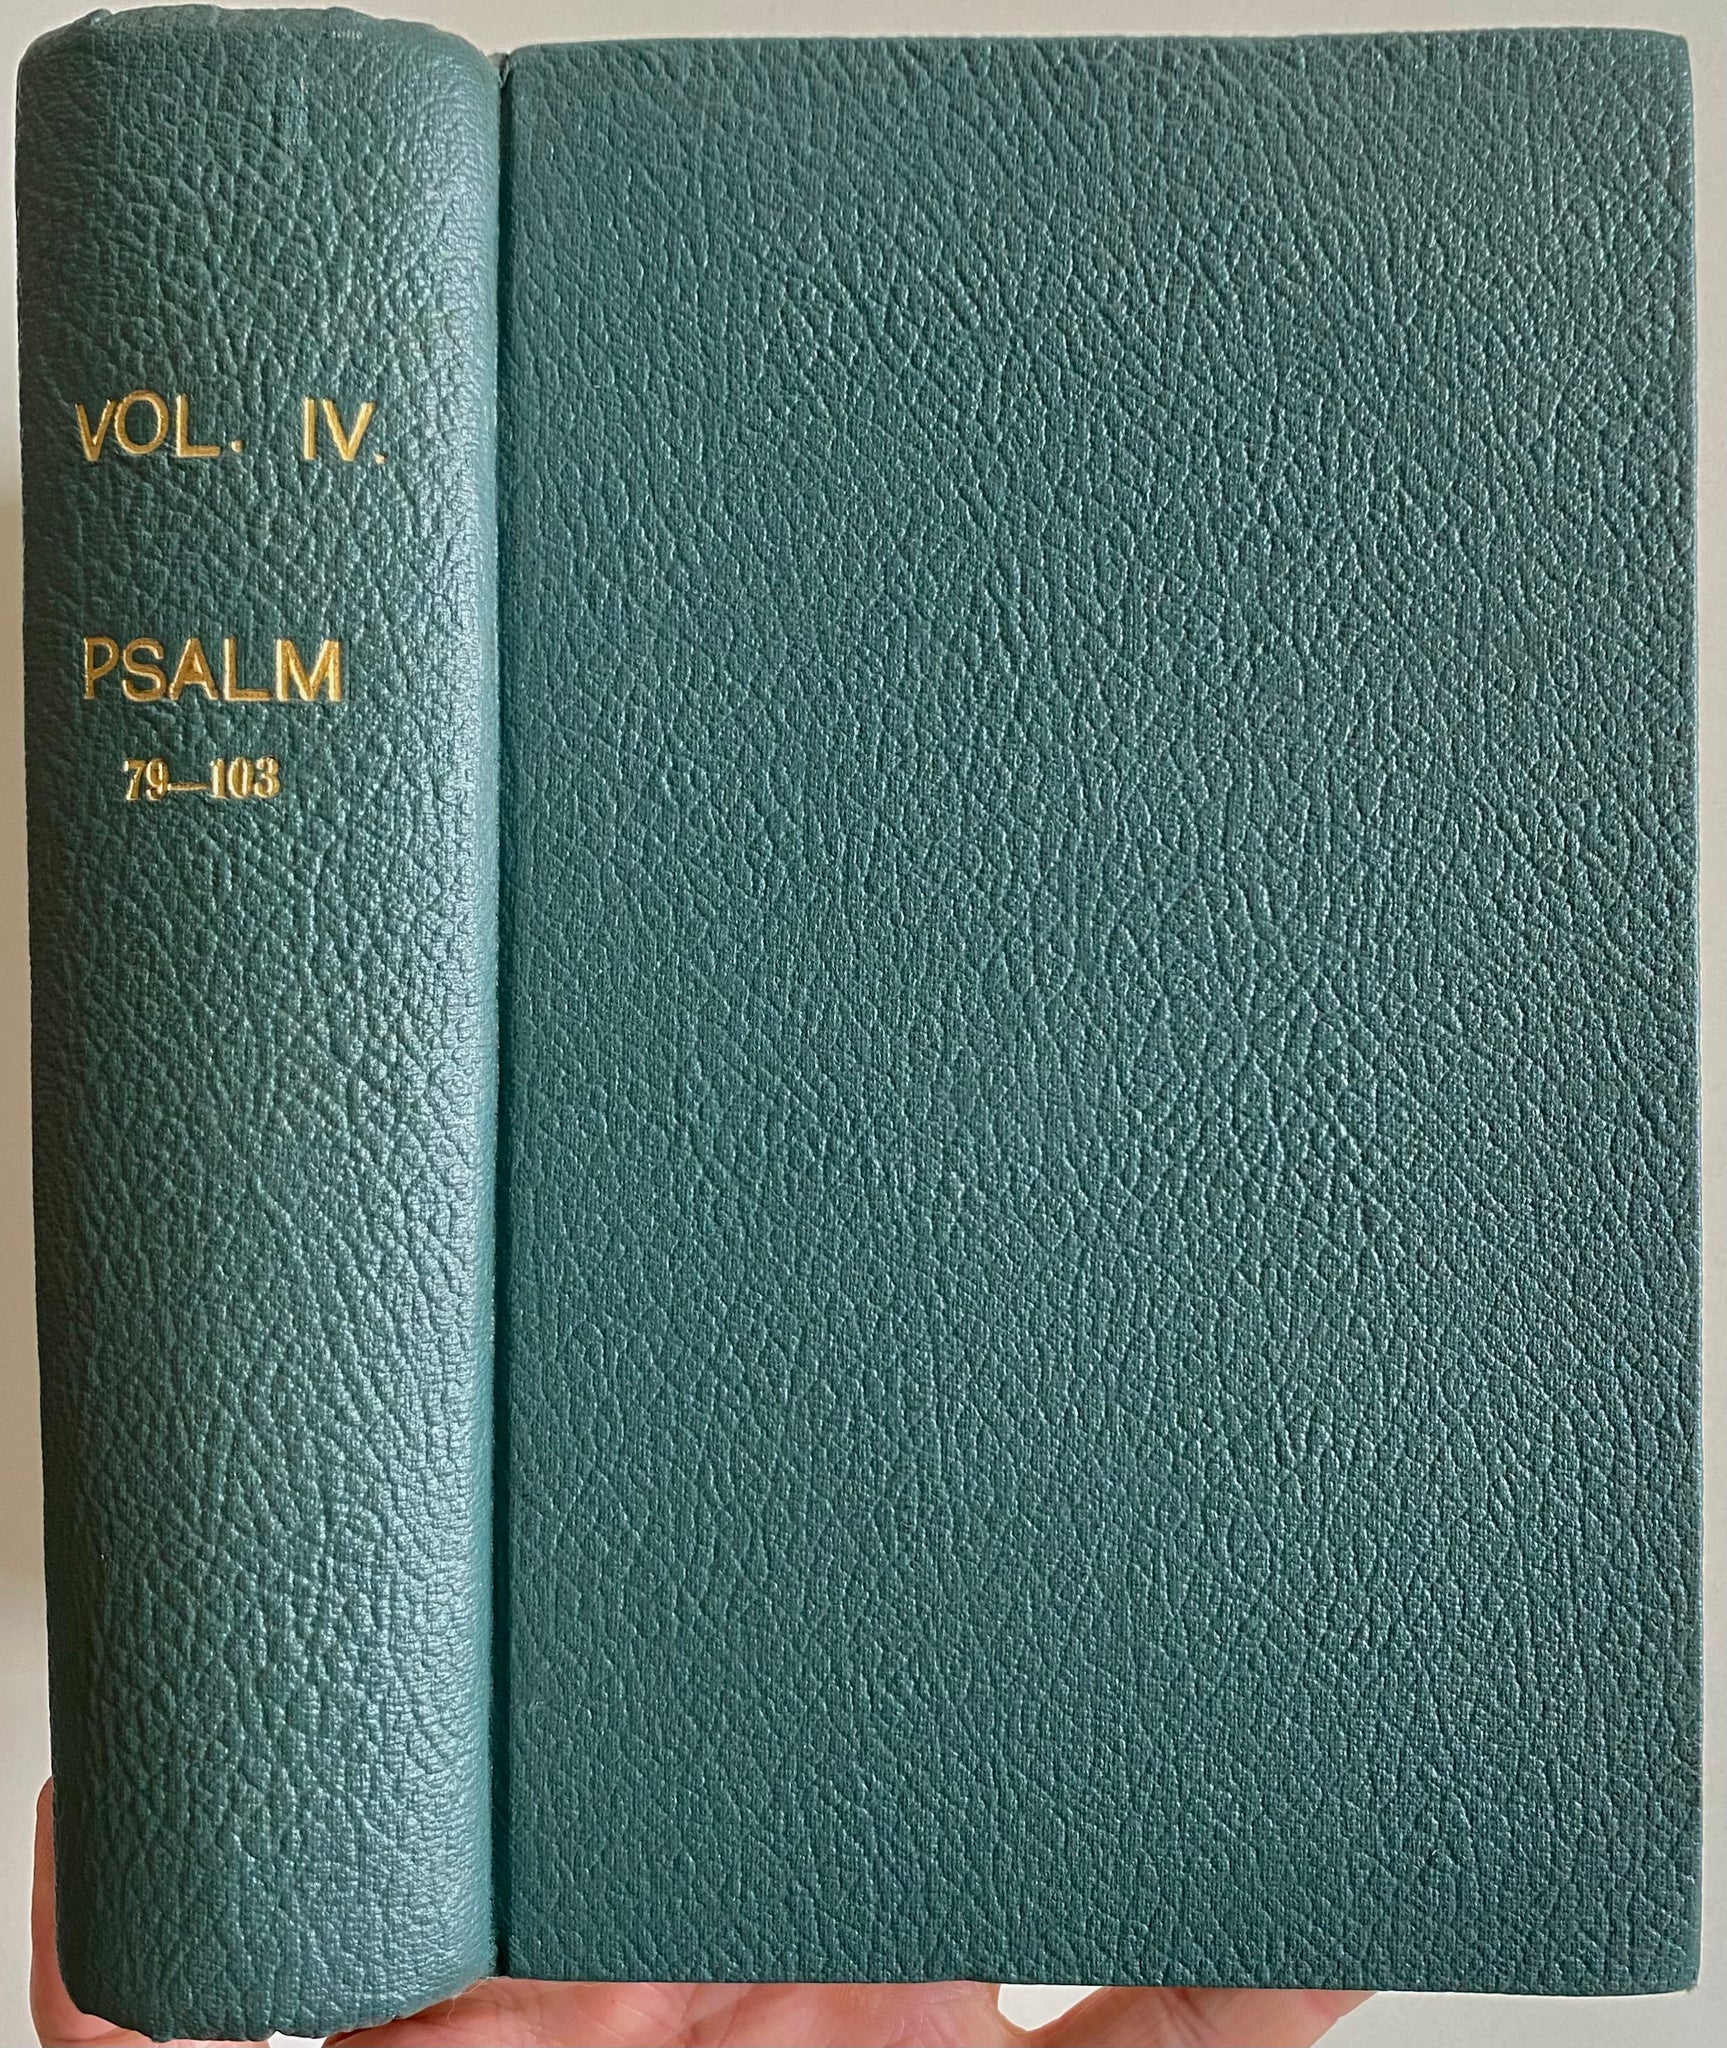 VOL. IV.
PSALM
79—103